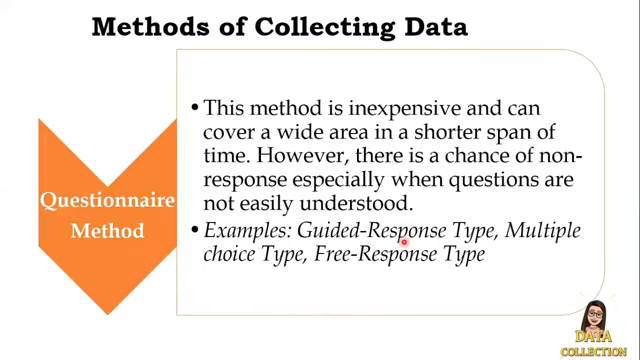 Methods of Collecting Data
Questionnaire
Method
• This method is inexpensive and can
cover a wide area in a shorter span of
time. However, there is a chance of non-
response especially when questions are
not easily understood.
• Examples: Guided-Response Type, Multiple
choice Type, Free-Response Type
DATA
COLLECTION